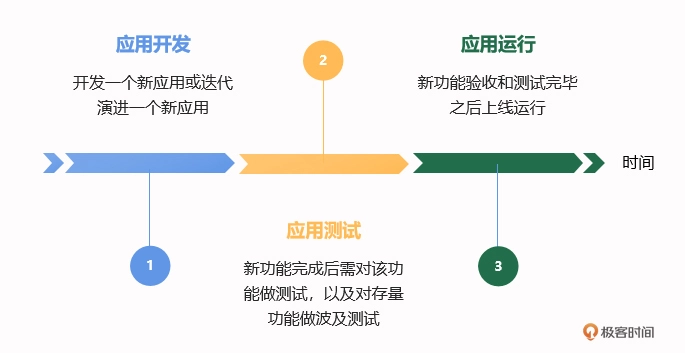 应用开发
开发一个新应用或迭代
演进一个新应用
1
2
应用测试
新功能完成后需对该功
能做测试，以及对存量
功能做波及测试
应用运行
新功能验收和测试完毕
之后上线运行
3
时间
极客时间